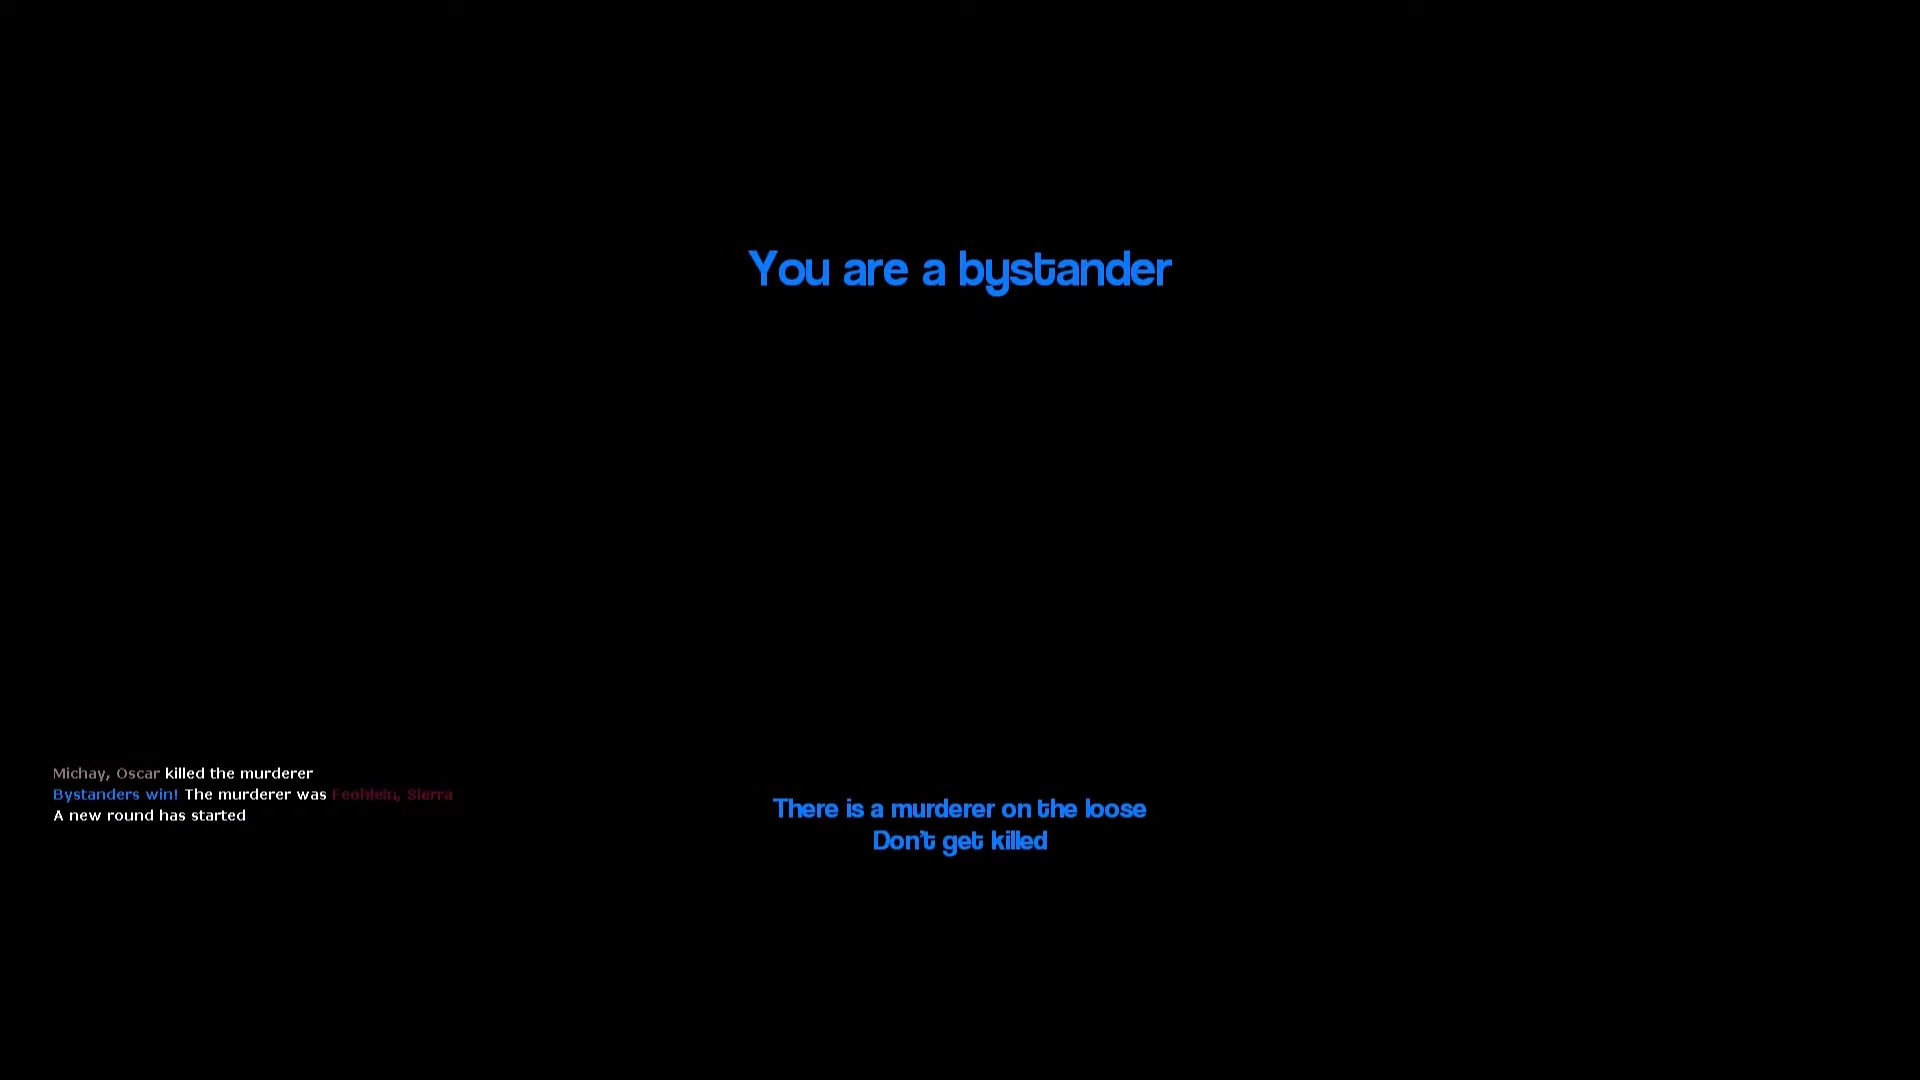 You are a bystander
Michay, Oscar killed the murderer
Bystanders win! The murderer was Feohlein, Sierra
A new round has started
There is a murderer on the loose
Don't get killed